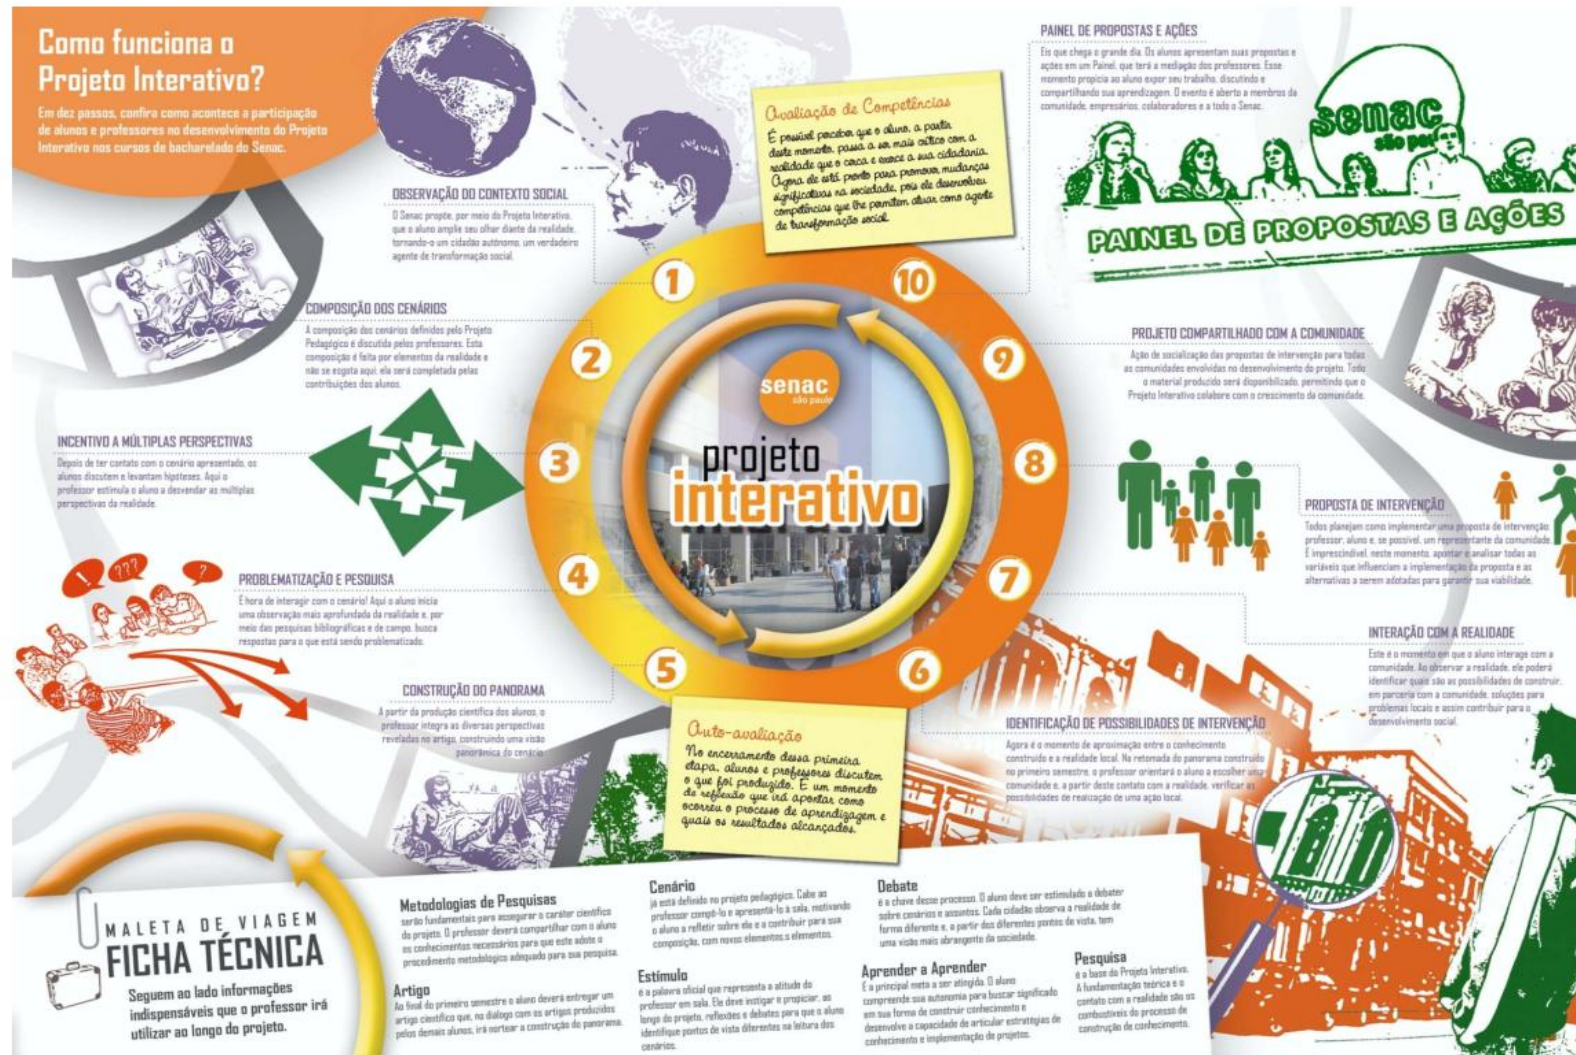 Como funciona o
Projeto Interativo?
Em dez passos, confira como acontece a participação
de alunos e professores no desenvolvimento do Projeto
Interativo nos cursos de bacharelado do Senac.
OBSERVAÇÃO DO CONTEXTO SOCIAL
O Senac propõe, por meio do Projeto Interativo,
que o aluno amplie seu olhar diante da realidade,
tornando-o um cidadão autônomo, um verdadeiro
agente de transformação social.
1
COMPOSIÇÃO DOS CENÁRIOS
A composição dos cenários definidos pelo Projeto
Pedagógico é discutida pelos professores. Esta
composição é feita por elementos da realidade e
não se esgota aqui: ela será completada pelas
contribuições dos alunos.
2
INCENTIVO A MÚLTIPLAS PERSPECTIVAS
Depois de ter contato com o cenário apresentado, os
alunos discutem e levantam hipóteses. Aqui o
professor estimula o aluno a desvendar as múltiplas
perspectivas da realidade.
3
! ??? ?
PROBLEMATIZAÇÃO E PESQUISA
É hora de interagir com o cenário! Aqui o aluno inicia
uma observação mais aprofundada da realidade e, por
meio das pesquisas bibliográficas e de campo, busca
respostas para o que está sendo problematizado.
4
CONSTRUÇÃO DO PANORAMA
A partir da produção científica dos alunos, o
professor integra as diversas perspectivas
reveladas no artigo, construindo uma visão
panorâmica do cenário.
5
Auto-avaliação
No encerramento dessa primeira
etapa, alunos e professores discutem
o que foi produzido. É um momento
de reflexão que irá apontar como
ocorreu o processo de aprendizagem e
quais os resultados alcançados.
senac
são paulo
projeto
interativo
6
IDENTIFICAÇÃO DE POSSIBILIDADES DE INTERVENÇÃO
Agora é o momento de aproximação entre o conhecimento
construído e a realidade local. Na retomada do panorama construído
no primeiro semestre, o professor orientará o aluno a escolher uma
comunidade e, a partir deste contato com a realidade, verificar as
possibilidades de realização de uma ação local.
7
INTERAÇÃO COM A REALIDADE
Este é o momento em que o aluno interage com a
comunidade. Ao observar a realidade, ele poderá
identificar quais são as possibilidades de construir,
em parceria com a comunidade, soluções para
problemas locais e assim contribuir para o
desenvolvimento social.
8
PROPOSTA DE INTERVENÇÃO
Todos planejam como implementar uma proposta de intervenção:
professor, aluno e, se possível, um representante da comunidade.
É imprescindível, neste momento, apontar e analisar todas as
variáveis que influenciam a implementação da proposta e as
alternativas a serem adotadas para garantir sua viabilidade.
9
PROJETO COMPARTILHADO COM A COMUNIDADE
Ação de socialização das propostas de intervenção para todas
as comunidades envolvidas no desenvolvimento do projeto. Todo
o material produzido será disponibilizado, permitindo que o
Projeto Interativo colabore com o crescimento da comunidade.
10
PAINEL DE PROPOSTAS E AÇÕES
Eis que chega o grande dia. Os alunos apresentam suas propostas e
ações em um Painel, que terá a mediação dos professores. Esse
momento propicia ao aluno expor seu trabalho, discutindo e
compartilhando sua aprendizagem. O evento é aberto a membros da
comunidade, empresários, colaboradores e a todo o Senac.
senac
são
PAINEL DE PROPOSTAS E AÇÕES
Avaliação de Competências
É possível perceber que o aluno, a partir
deste momento, passa a ser mais crítico com a
realidade que o cerca e exerce a sua cidadania.
Agora ele está pronto para promover mudanças
significativas na sociedade, pois ele desenvolveu
competências que lhe permitem atuar como agente
de transformação social.
MALETA DE VIAGEM
FICHA TÉCNICA
Seguem ao lado informações
indispensáveis que o professor irá
utilizar ao longo do projeto.
Metodologias de Pesquisas
serão fundamentais para assegurar o caráter científico
do projeto. O professor deverá compartilhar com o aluno
os conhecimentos necessários para que este adote o
procedimento metodológico adequado para sua pesquisa.
Artigo
Ao final do primeiro semestre o aluno deverá entregar um
artigo científico que, no diálogo com os artigos produzidos
pelos demais alunos, irá nortear a construção do panorama.
Cenário
já está definido no projeto pedagógico. Cabe ao
professor compô-lo e apresentá-lo à sala, motivando
o aluno a refletir sobre ele e a contribuir para sua
composição, com novos elementos s elementos.
Estímulo
é a palavra oficial que representa a atitude do
professor em sala. Ele deve instigar e propiciar, ao
longo do projeto, reflexões e debates para que o aluno
identifique pontos de vista diferentes na leitura dos
cenários.
Debate
é a chave desse processo. O aluno deve ser estimulado a debater
sobre cenários e assuntos. Cada cidadão observa a realidade de
forma diferente e, a partir dos diferentes pontos de vista, tem
uma visão mais abrangente da sociedade.
Aprender a Aprender
É a principal meta a ser atingida. O aluno
compreende sua autonomia para buscar significado
em sua forma de construir conhecimento e
desenvolve a capacidade de articular estratégias de
conhecimento e implementação de projetos.
Pesquisa
é a base do Projeto Interativo.
A fundamentação teórica e o
contato com a realidade são os
combustíveis do processo de
construção de conhecimento.